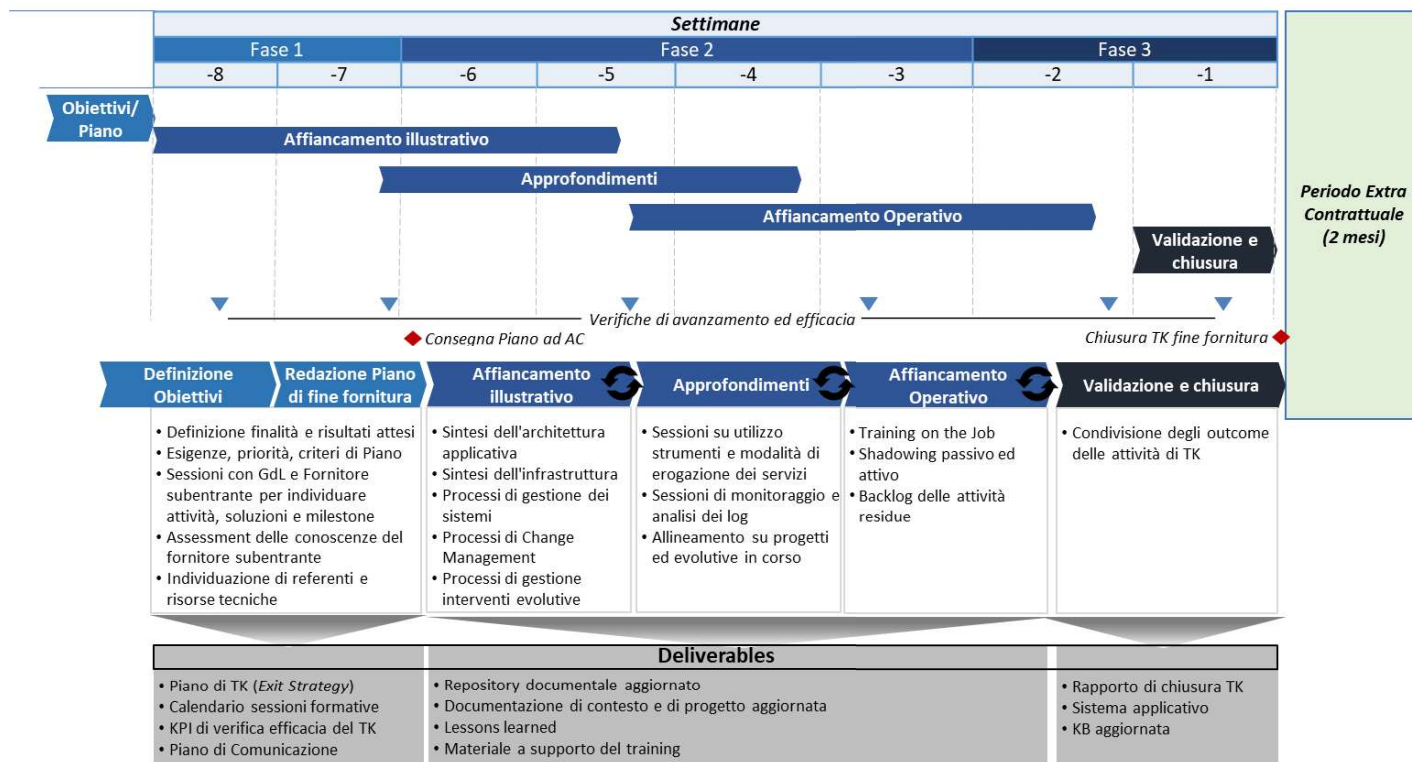 Settimane
Fase 1
Fase 2
Fase 3
-8
-7
-6
-5
-4
-3
-2
-1
Obiettivi/
Piano
Affiancamento illustrativo
Approfondimenti
Affiancamento Operativo
Validazione e
chiusura
Periodo Extra
Contrattuale
(2 mesi)
Verifiche di avanzamento ed efficacia
Consegna Piano ad AC
Chiusura TK fine fornitura
Definizione
Obiettivi
Redazione Piano
di fine fornitura
Affiancamento
illustrativo
Approfondimenti
Affiancamento
Operativo
Validazione e chiusura
• Definizione finalità e risultati attesi
• Esigenze, priorità, criteri di Piano
• Sessioni con GdL e Fornitore
subentrante per individuare
attività, soluzioni e milestone
• Assessment delle conoscenze del
fornitore subentrante
• Individuazione di referenti e
risorse tecniche
• Sintesi dell'architettura
applicativa
• Sintesi dell'infrastruttura
• Processi di gestione dei
sistemi
• Processi di Change
Management
• Processi di gestione
interventi evolutive
• Sessioni su utilizzo
strumenti e modalità di
erogazione dei servizi
• Sessioni di monitoraggio e
analisi dei log
• Allineamento su progetti
ed evolutive in corso
• Training on the Job
• Shadowing passivo ed
attivo
• Backlog delle attività
residue
• Condivisione degli outcome
delle attività di TK
Deliverables
• Piano di TK (Exit Strategy)
• Calendario sessioni formative
• KPI di verifica efficacia del TK
• Piano di Comunicazione
• Repository documentale aggiornato
• Documentazione di contesto e di progetto aggiornata
• Lessons learned
• Materiale a supporto del training
• Rapporto di chiusura TK
• Sistema applicativo
• KB aggiornata